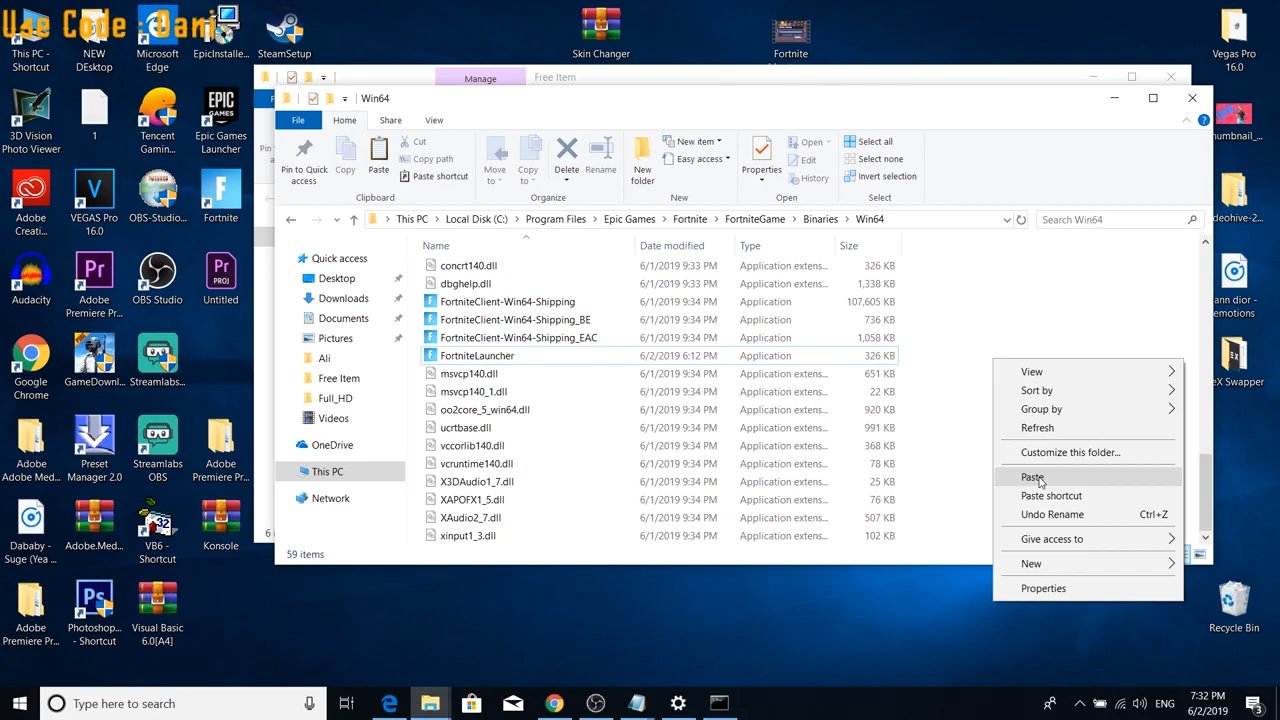 Use Code : Dani
This PC - Shortcut
NEW DEsktop
Microsoft Edge
EpicInstalle...
SteamSetup
Skin Changer
Fortnite
Vegas Pro 16.0
3D Vision Photo Viewer
1
Tencent Gaming...
Epic Games Launcher
Adobe Creati...
VEGAS Pro 16.0
OBS-Studio...
Fortnite
Audacity
Adobe Premiere Pr...
OBS Studio
Untitled
Google Chrome
GameDownl...
Streamlabs...
Adobe Med...
Preset Manager 2.0
Streamlabs OBS
Adobe Premiere Pr...
Dababy - Suge (Yea ...
Adobe.Med...
VB6 - Shortcut
Konsole
Adobe Premiere Pr...
Photoshop... - Shortcut
Visual Basic 6.0[A4]
Recycle Bin
Manage
Free Item
Win64
File
Home
Share
View
Pin to Quick access
Copy
Paste
Cut
Copy path
Paste shortcut
Clipboard
Move to
Copy to
Delete
Rename
Organize
New folder
New item
Easy access
New
Properties
Open
Edit
History
Open
Select all
Select none
Invert selection
Select
This PC > Local Disk (C:) > Program Files > Epic Games > Fortnite > FortniteGame > Binaries > Win64
Search Win64
Name Date modified Type Size
Quick access
Desktop
Downloads
Documents
Pictures
Ali
Free Item
Full_HD
Videos
OneDrive
This PC
Network
concrt140.dll 6/1/2019 9:33 PM Application extens... 326 KB
dbghelp.dll 6/1/2019 9:33 PM Application extens... 1,338 KB
FortniteClient-Win64-Shipping 6/1/2019 9:34 PM Application 107,605 KB
FortniteClient-Win64-Shipping_BE 6/1/2019 9:34 PM Application 736 KB
FortniteClient-Win64-Shipping_EAC 6/1/2019 9:34 PM Application 1,058 KB
FortniteLauncher 6/2/2019 6:12 PM Application 326 KB
msvcp140.dll 6/1/2019 9:34 PM Application extens... 651 KB
msvcp140_1.dll 6/1/2019 9:34 PM Application extens... 22 KB
oo2core_5_win64.dll 6/1/2019 9:34 PM Application extens... 920 KB
ucrtbase.dll 6/1/2019 9:34 PM Application extens... 991 KB
vccorlib140.dll 6/1/2019 9:34 PM Application extens... 368 KB
vcruntime140.dll 6/1/2019 9:34 PM Application extens... 78 KB
X3DAudio1_7.dll 6/1/2019 9:34 PM Application extens... 25 KB
XAPOFX1_5.dll 6/1/2019 9:34 PM Application extens... 76 KB
XAudio2_7.dll 6/1/2019 9:34 PM Application extens... 507 KB
xinput1_3.dll 6/1/2019 9:34 PM Application extens... 102 KB
59 items
View
Sort by
Group by
Refresh
Customize this folder...
Paste
Paste shortcut
Undo Rename Ctrl+Z
Give access to
New
Properties
Type here to search
ENG
7:32 PM
6/2/2019
3